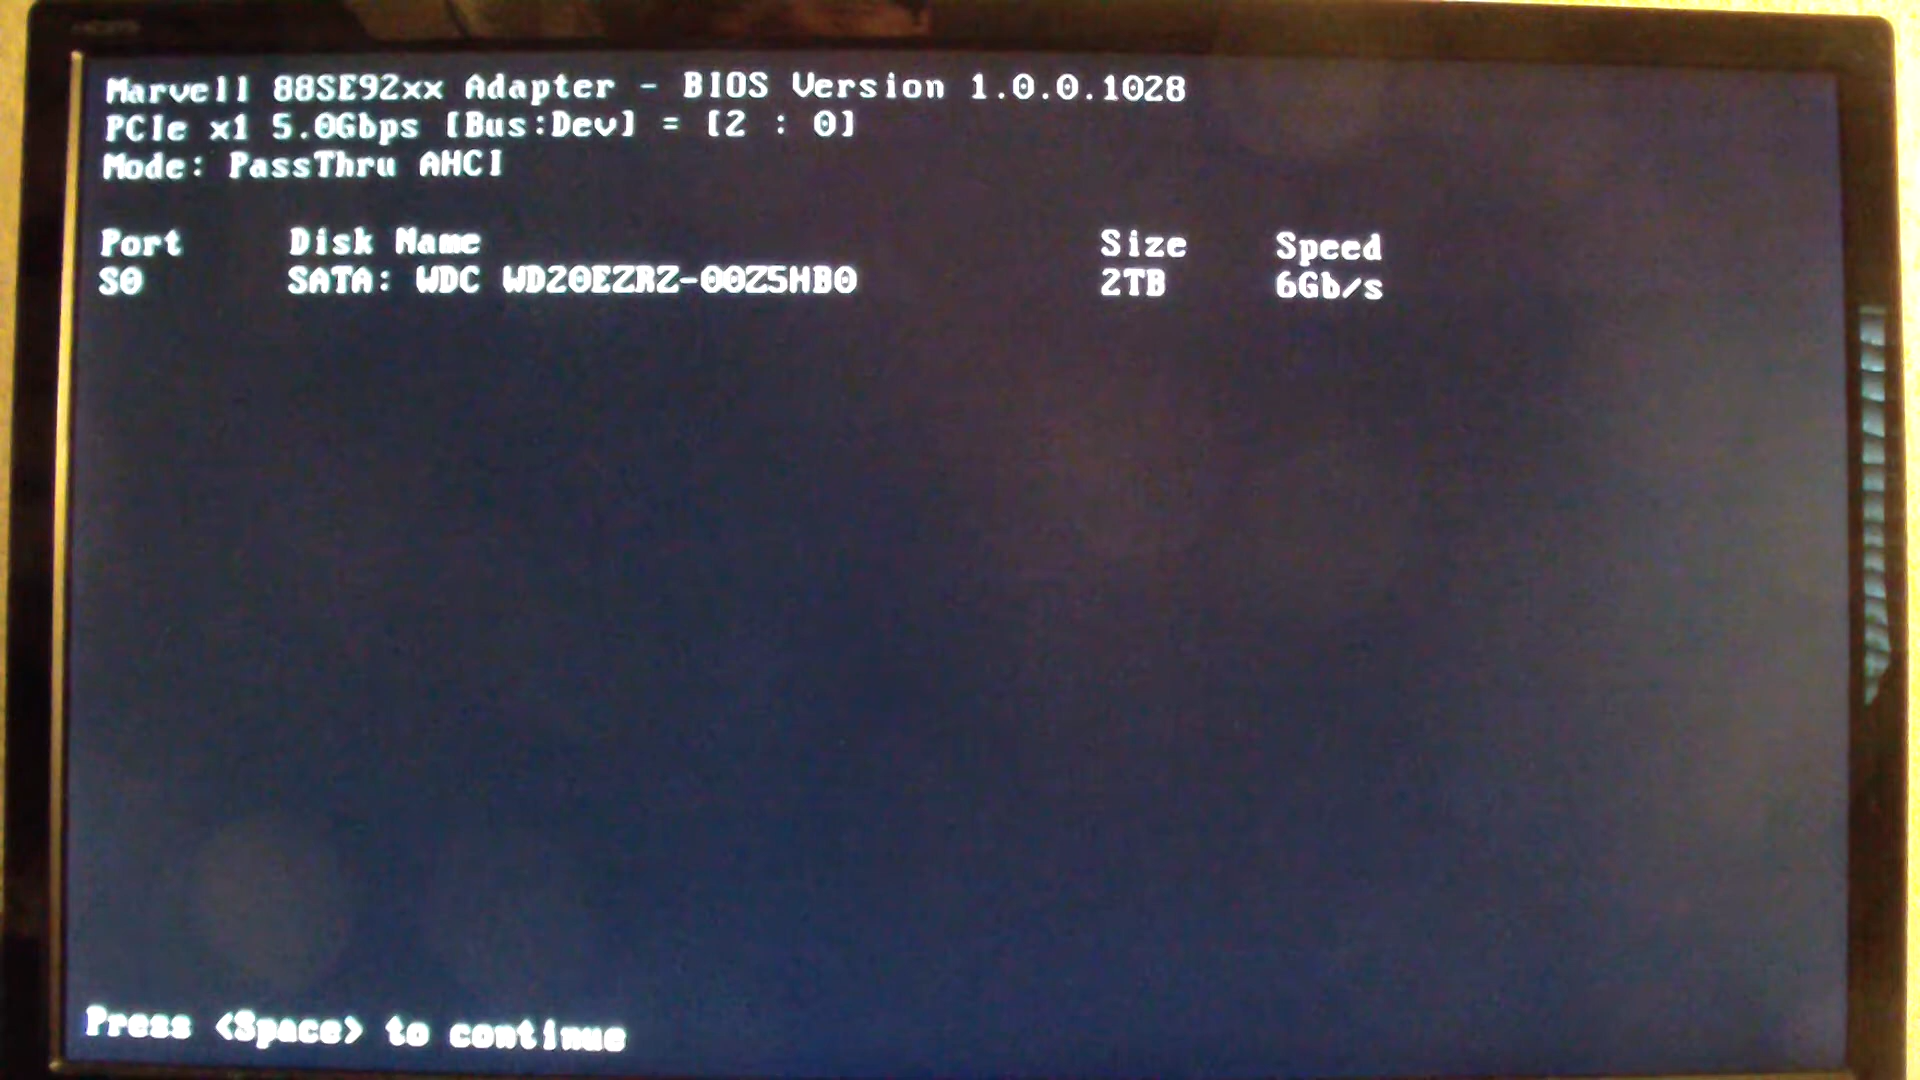 Marvell 88SE92xx Adapter - BIOS Version 1.0.0.1028
PCIe x1 5.0Gbps [Bus:Dev] = [2 : 0]
Mode: PassThru AHCI
Port Disk Name Size Speed
S0 SATA: WDC WD20EZRZ-00Z5HB0 2TB 6Gb/s
Press <Space> to continue